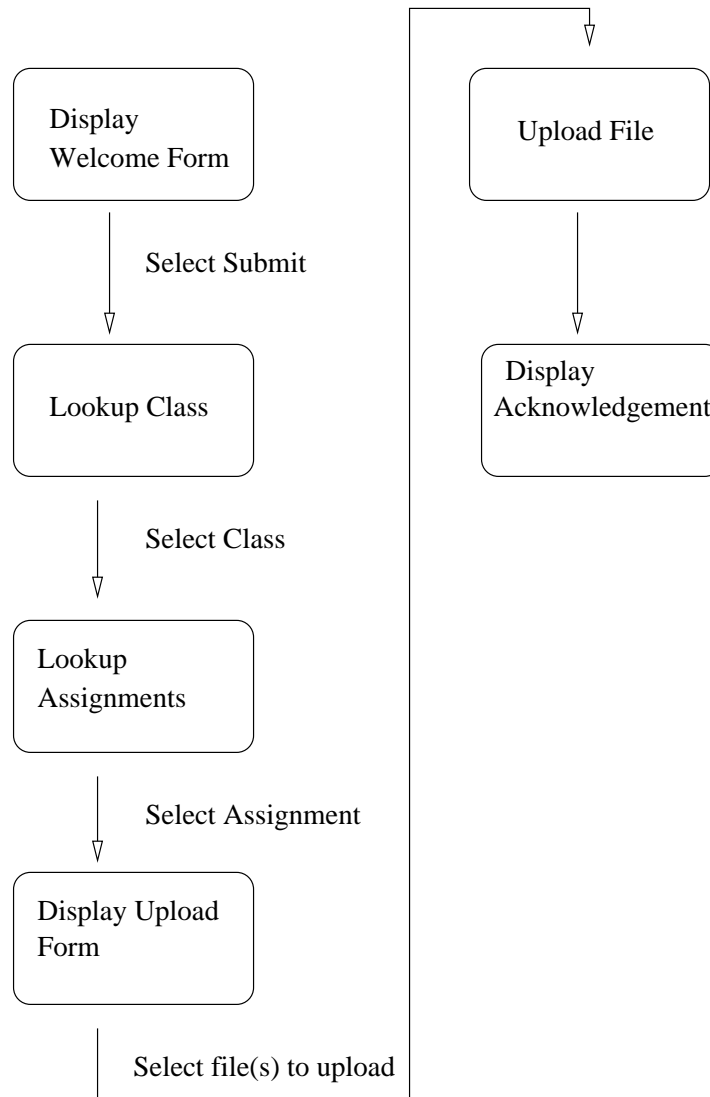 Display
Welcome Form
Select Submit
Lookup Class
Select Class
Lookup
Assignments
Select Assignment
Display Upload
Form
Select file(s) to upload
Upload File
Display
Acknowledgement